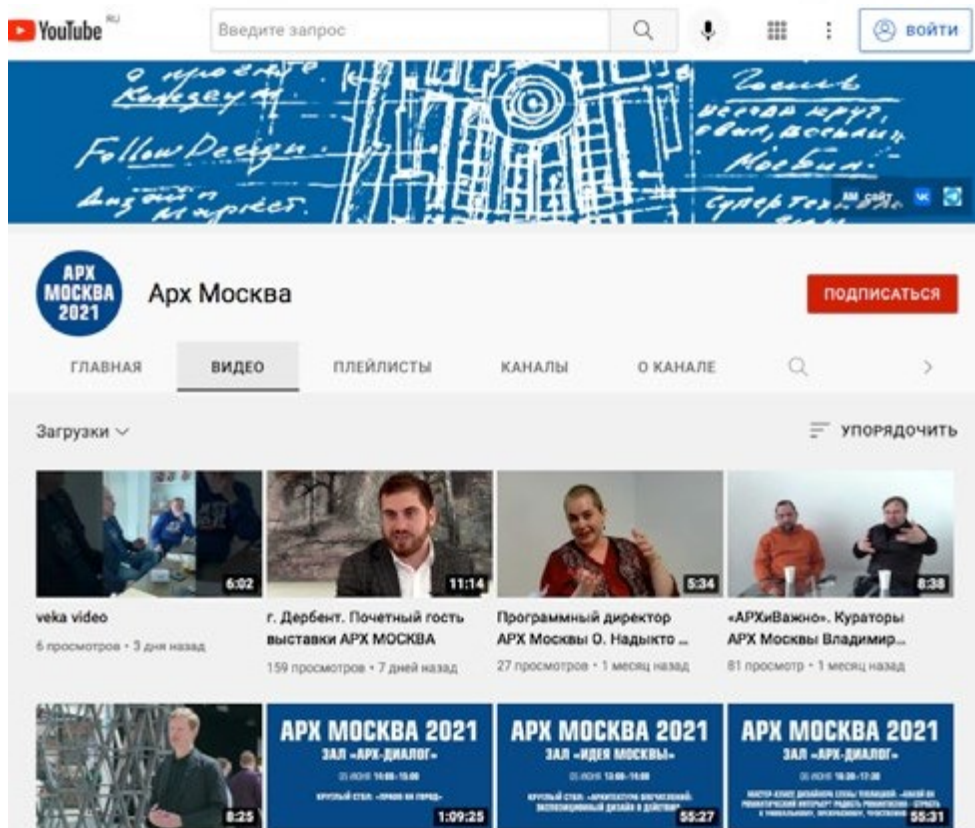 YouTube RU
Введите запрос
ВОЙТИ
О проекте.
Follow Design.
Гость
АМ сайт
АРХ
МОСКВА
2021
Арх Москва
ПОДПИСАТЬСЯ
ГЛАВНАЯ
ВИДЕО
ПЛЕЙЛИСТЫ
КАНАЛЫ
О КАНАЛЕ
Загрузки
УПОРЯДОЧИТЬ
6:02
11:14
5:34
8:38
veka video
6 просмотров • 3 дня назад
г. Дербент. Почетный гость
выставки АРХ МОСКВА
159 просмотров • 7 дней назад
Программный директор
АРХ Москвы О. Надыкто ...
27 просмотров • 1 месяц назад
«АРХиВажно». Кураторы
АРХ Москвы Владимир...
81 просмотр • 1 месяц назад
8:25
АРХ МОСКВА 2021
ЗАЛ «АРХ-ДИАЛОГ»
1:09:25
АРХ МОСКВА 2021
ЗАЛ «ИДЕЯ МОСКВЫ»
55:27
АРХ МОСКВА 2021
ЗАЛ «АРХ-ДИАЛОГ»
55:31